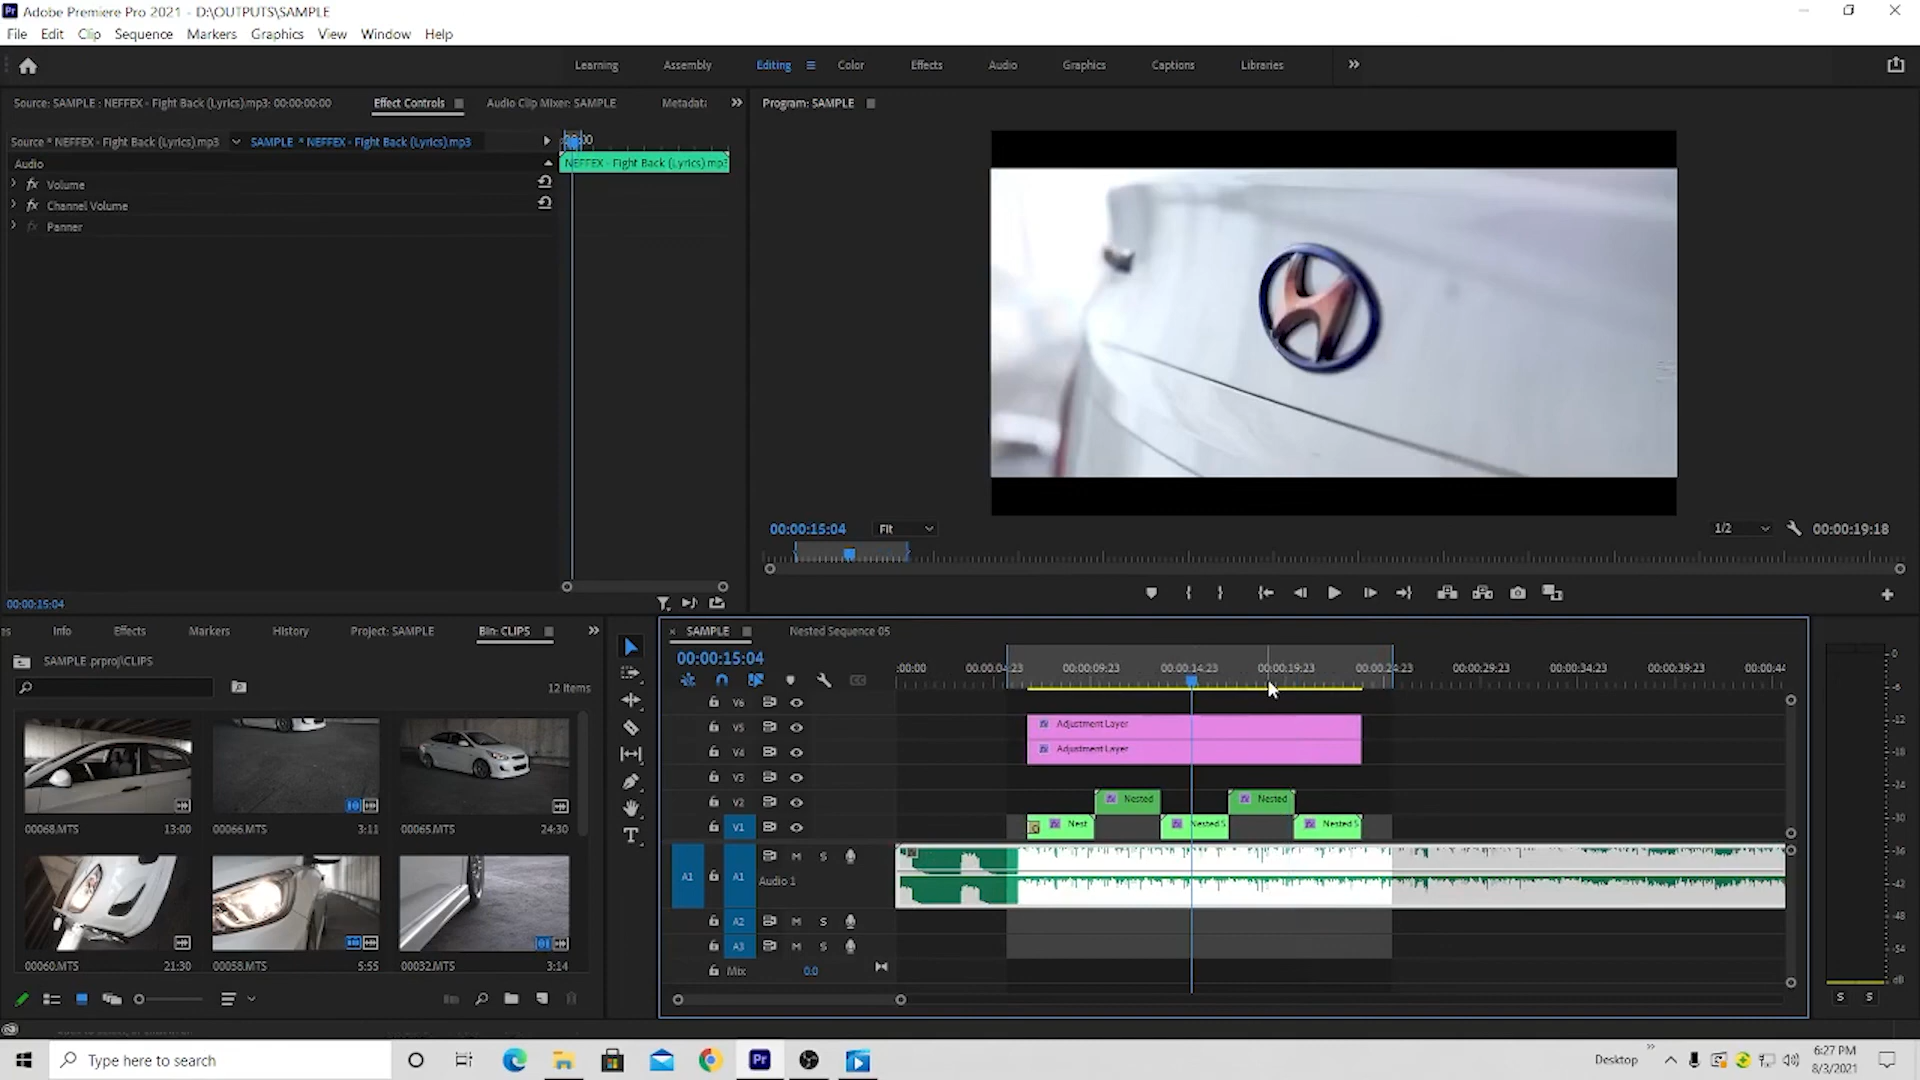 Adobe Premiere Pro 2021 - D:\OUTPUTS\SAMPLE
File Edit Clip Sequence Markers Graphics View Window Help
Learning Assembly Editing Color Effects Audio Graphics Captions Libraries
Source: SAMPLE : NEFFEX - Fight Back (Lyrics).mp3: 00:00:00:00 Effect Controls Audio Clip Mixer: SAMPLE Metadata
Program: SAMPLE
Source * NEFFEX - Fight Back (Lyrics).mp3 SAMPLE * NEFFEX - Fight Back (Lyrics).mp3
Audio
NEFFEX - Fight Back (Lyrics).mp3
fx Volume
fx Channel Volume
fx Panner
00:00:15:04 Fit 1/2 00:00:19:18
00:00:15:04
es Info Effects Markers History Project: SAMPLE Bin: CLIPS
SAMPLE.prproj\CLIPS
12 Items
00068.MTS 13:00
00066.MTS 3:11
00065.MTS 24:30
00060.MTS 21:30
00058.MTS 5:55
00032.MTS 3:14
× SAMPLE Nested Sequence 05
00:00:15:04
:00:00 00:00:04:23 00:00:09:23 00:00:14:23 00:00:19:23 00:00:24:23 00:00:29:23 00:00:34:23 00:00:39:23 00:00:44
V6
V5 Adjustment Layer
V4 Adjustment Layer
V3
V2 Nested Nested
V1 Nest Nested S Nested S
A1 A1 M S
Audio 1
A2 M S
A3 M S
Mix 0.0
0
-6
-12
-18
-24
-30
-36
-42
-48
-54
dB
S S
Type here to search
Pr
Desktop
6:27 PM
8/3/2021